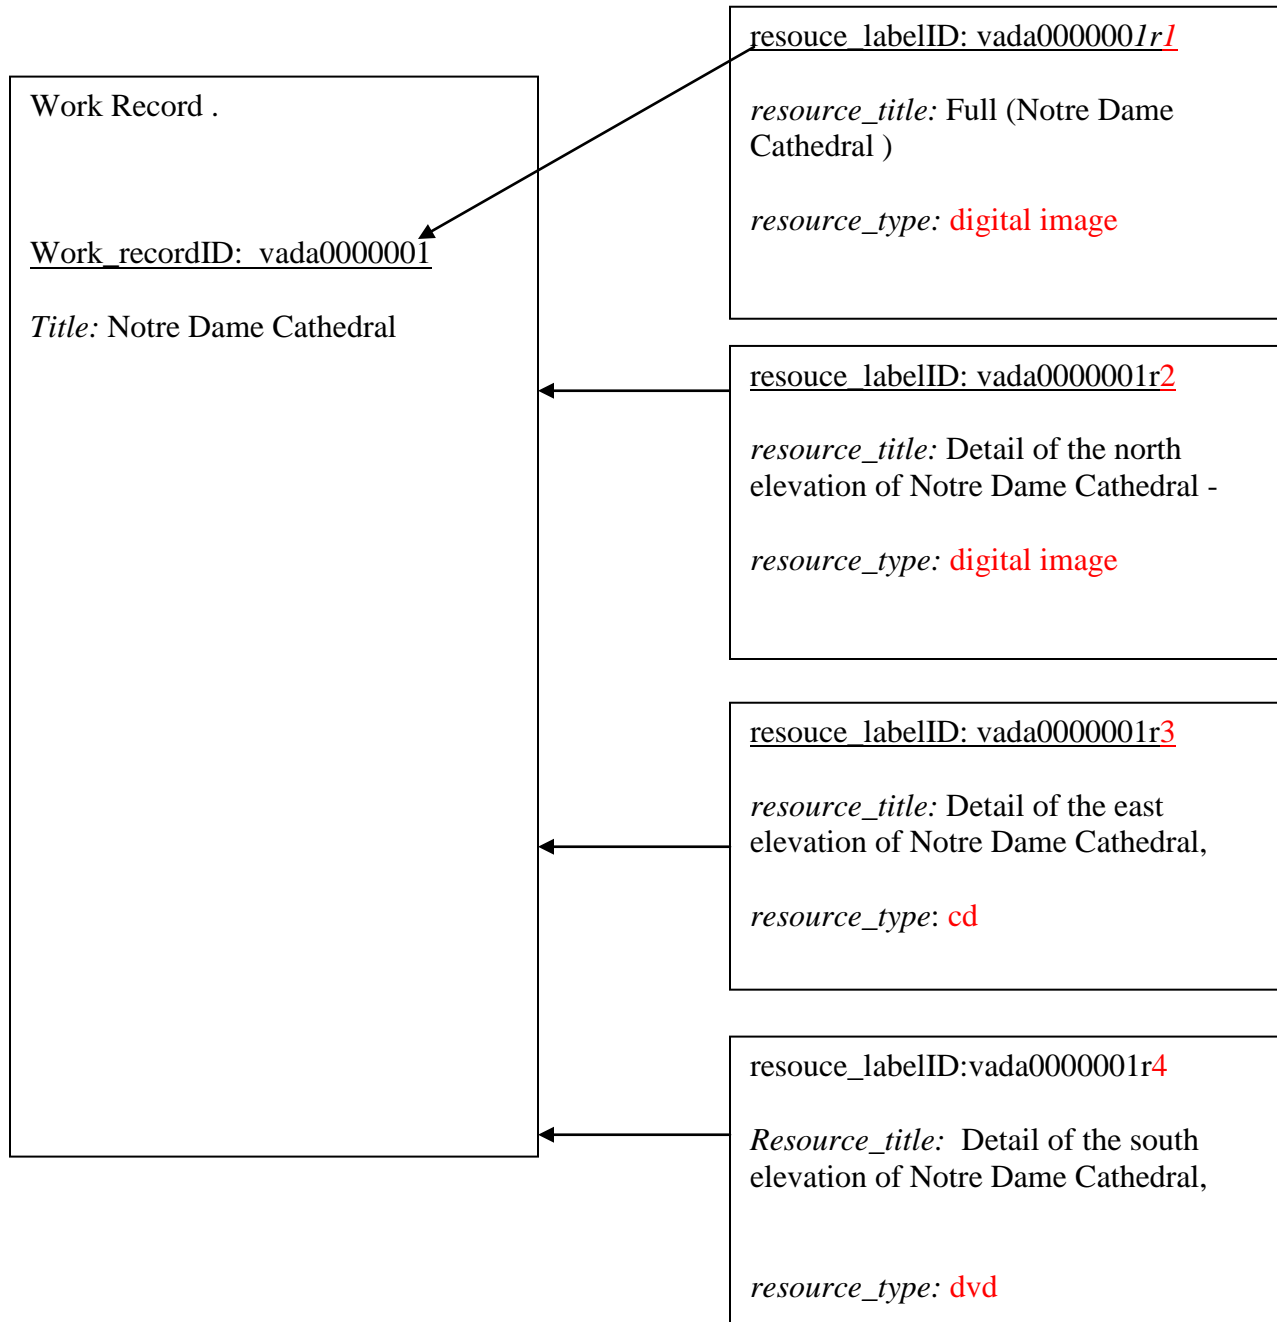 Work Record .
Work_recordID:  vada0000001
Title: Notre Dame Cathedral
resouce_labelID: vada0000001r1
resource_title: Full (Notre Dame
Cathedral )
resource_type: digital image
resouce_labelID: vada0000001r2
resource_title: Detail of the north
elevation of Notre Dame Cathedral -
resource_type: digital image
resouce_labelID: vada0000001r3
resource_title: Detail of the east
elevation of Notre Dame Cathedral,
resource_type: cd
resouce_labelID:vada0000001r4
Resource_title:  Detail of the south
elevation of Notre Dame Cathedral,
resource_type: dvd